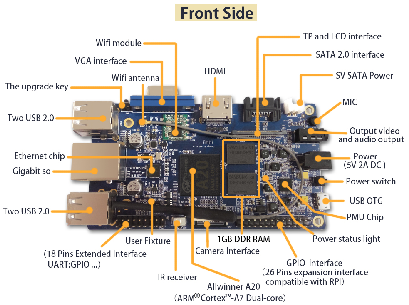 Front Side
Wifi module
TP and LCD interface
VGA interface
HDMI
SATA 2.0 interface
Wifi antenna
5V SATA Power
The upgrade key
MIC
Two USB 2.0
Output video
and audio output
Ethernet chip
Power
(5V 2A DC )
Gigabit so
Power switch
USB OTG
Two USB 2.0
PMU Chip
User Fixture
1GB DDR RAM
Power status light
(18 Pins Extended Interface
UART:GPIO ...)
Camera Interface
GPIO Interface
IR receiver
(26 Pins expansion interface
compatible with RPI)
Allwinner A20
(ARM®Cortex™-A7 Dual-core)